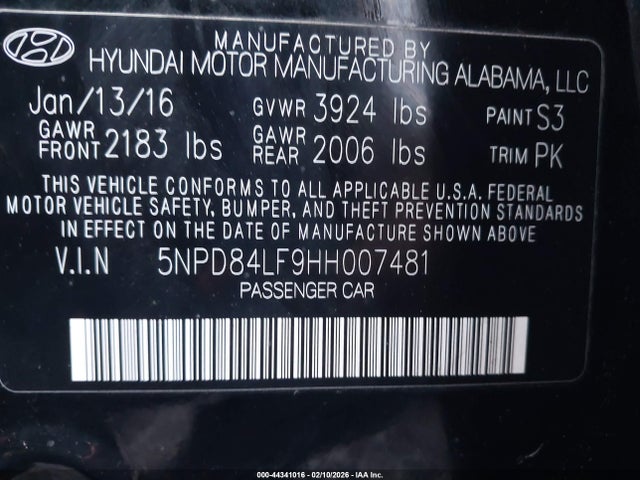 MANUFACTURED BY
HYUNDAI MOTOR MANUFACTURING ALABAMA, LLC
Jan/13/16 GVWR 3924 lbs PAINT S3
GAWR FRONT 2183 lbs GAWR REAR 2006 lbs TRIM PK
THIS VEHICLE CONFORMS TO ALL APPLICABLE U.S.A. FEDERAL
MOTOR VEHICLE SAFETY, BUMPER, AND THEFT PREVENTION STANDARDS
IN EFFECT ON THE DATE OF MANUFACTURE SHOWN ABOVE
V.I.N 5NPD84LF9HH007481
PASSENGER CAR
000-44341016 - 02/10/2026 - IAA Inc.